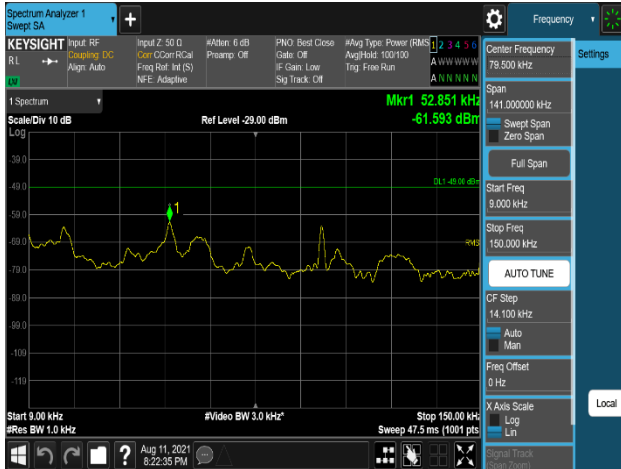 Spectrum Analyzer 1
Swept SA
Frequency
KEYSIGHT
Input: RF
Coupling: DC
Align: Auto
Input Z: 50 Ω
Corr CCorr RCal
Freq Ref: Int (S)
NFE: Adaptive
#Atten: 6 dB
Preamp: Off
PNO: Best Close
Gate: Off
IF Gain: Low
Sig Track: Off
#Avg Type: Power (RMS
Avg|Hold: 100/100
Trig: Free Run
1 2 3 4 5 6
A W W W W W
A N N N N N
R L
LV
1 Spectrum
Mkr1 52.851 kHz
Scale/Div 10 dB
Ref Level -29.00 dBm
-61.593 dBm
Log
-39.0
-49.0
DL1 -49.00 dBm
-59.0
1
-69.0
RMS
-79.0
-89.0
-99.0
-109
-119
Start 9.00 kHz
#Video BW 3.0 kHz*
Stop 150.00 kHz
#Res BW 1.0 kHz
Sweep 47.5 ms (1001 pts)
Aug 11, 2021
8:22:35 PM
Center Frequency
79.500 kHz
Settings
Span
141.000000 kHz
Swept Span
Zero Span
Full Span
Start Freq
9.000 kHz
Stop Freq
150.000 kHz
AUTO TUNE
CF Step
14.100 kHz
Auto
Man
Freq Offset
0 Hz
X Axis Scale
Log
Lin
Local
Signal Track
(Span Zoom)